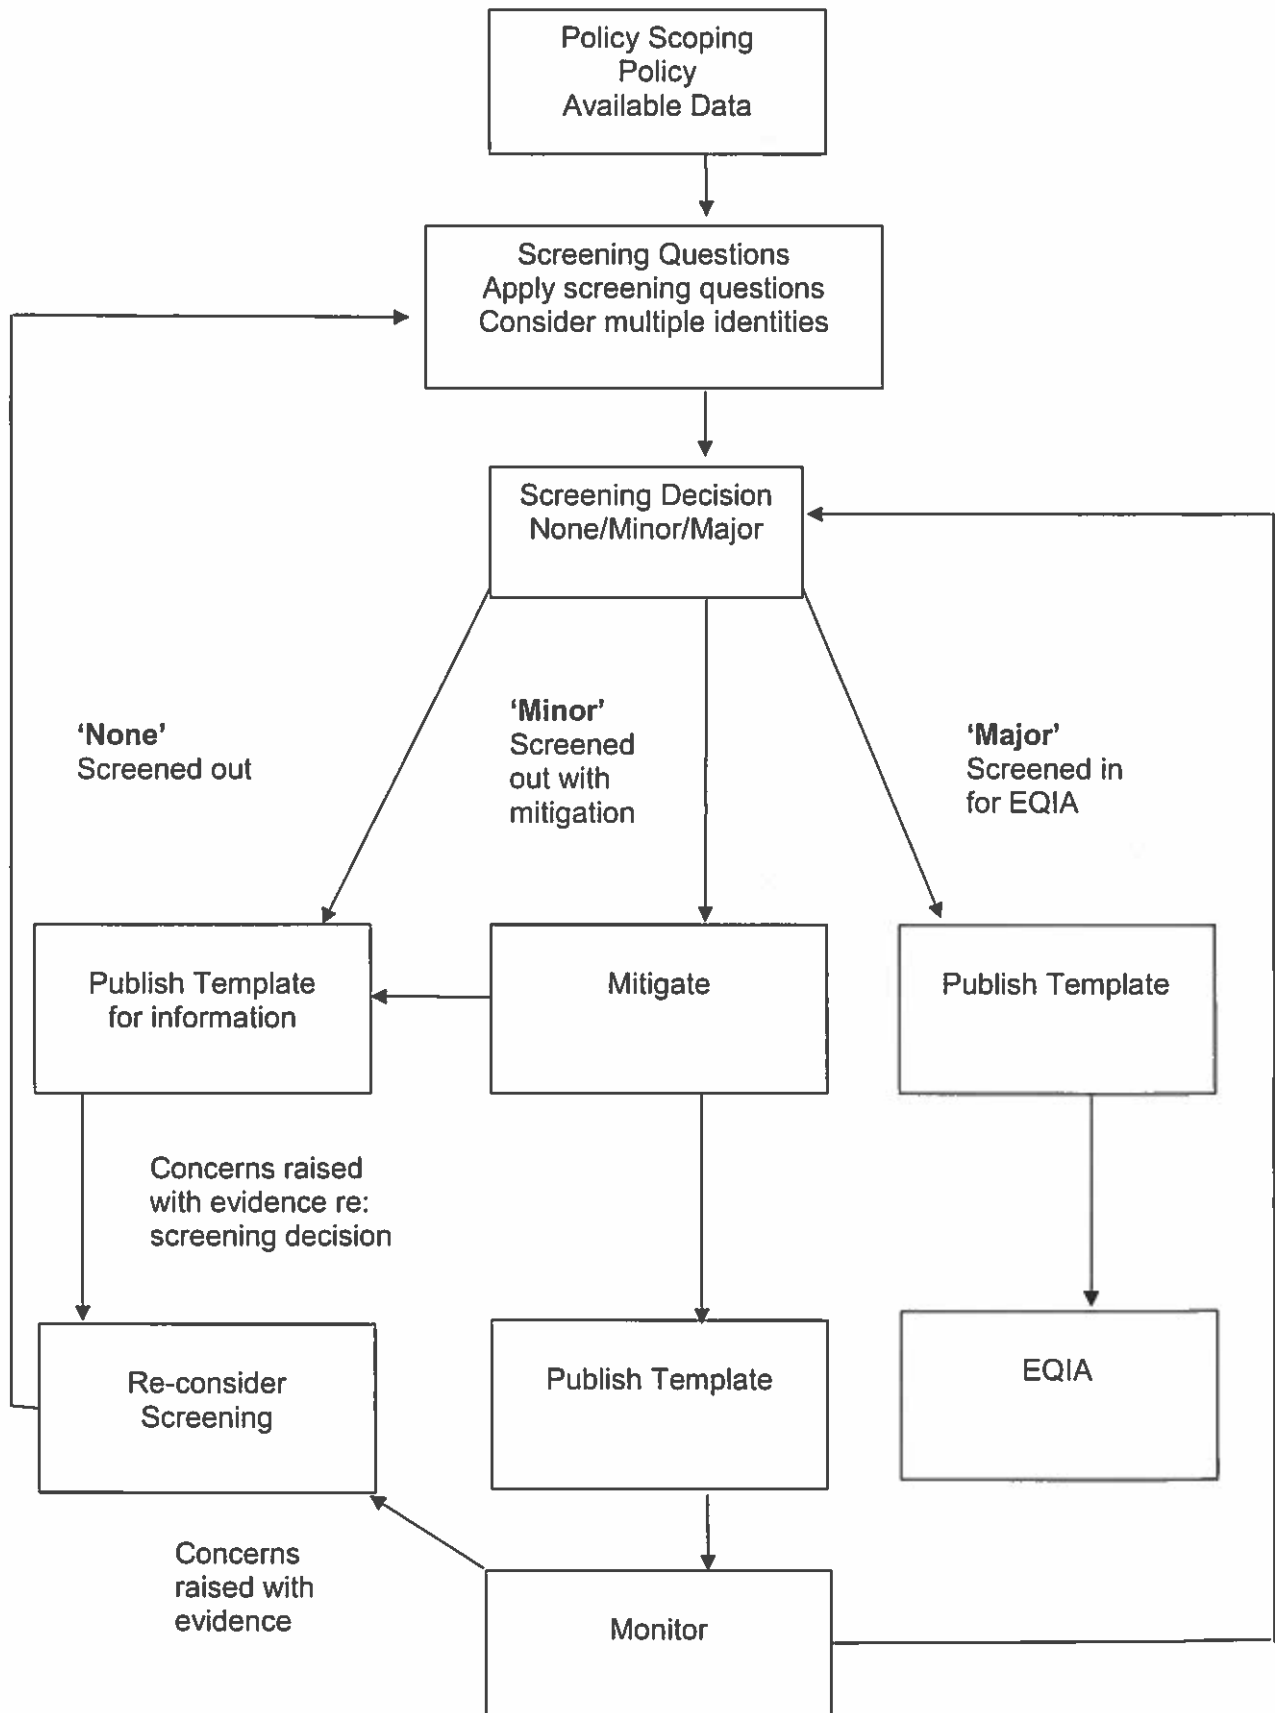 Policy Scoping
Policy
Available Data
Screening Questions
Apply screening questions
Consider multiple identities
Screening Decision
None/Minor/Major
‘None’
Screened out
‘Minor’
Screened
out with
mitigation
‘Major’
Screened in
for EQIA
Publish Template
for information
Mitigate
Publish Template
Concerns raised
with evidence re:
screening decision
Re-consider
Screening
Publish Template
EQIA
Concerns
raised with
evidence
Monitor